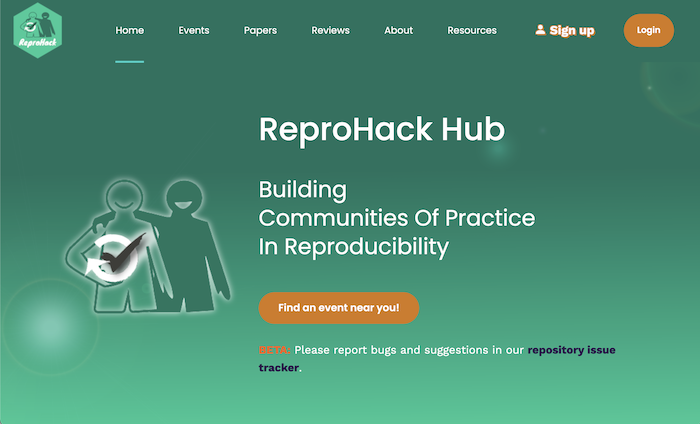 ReproHack
Home Events Papers Reviews About Resources Sign up Login
ReproHack Hub
Building
Communities Of Practice
In Reproducibility
Find an event near you!
BETA: Please report bugs and suggestions in our repository issue
tracker.